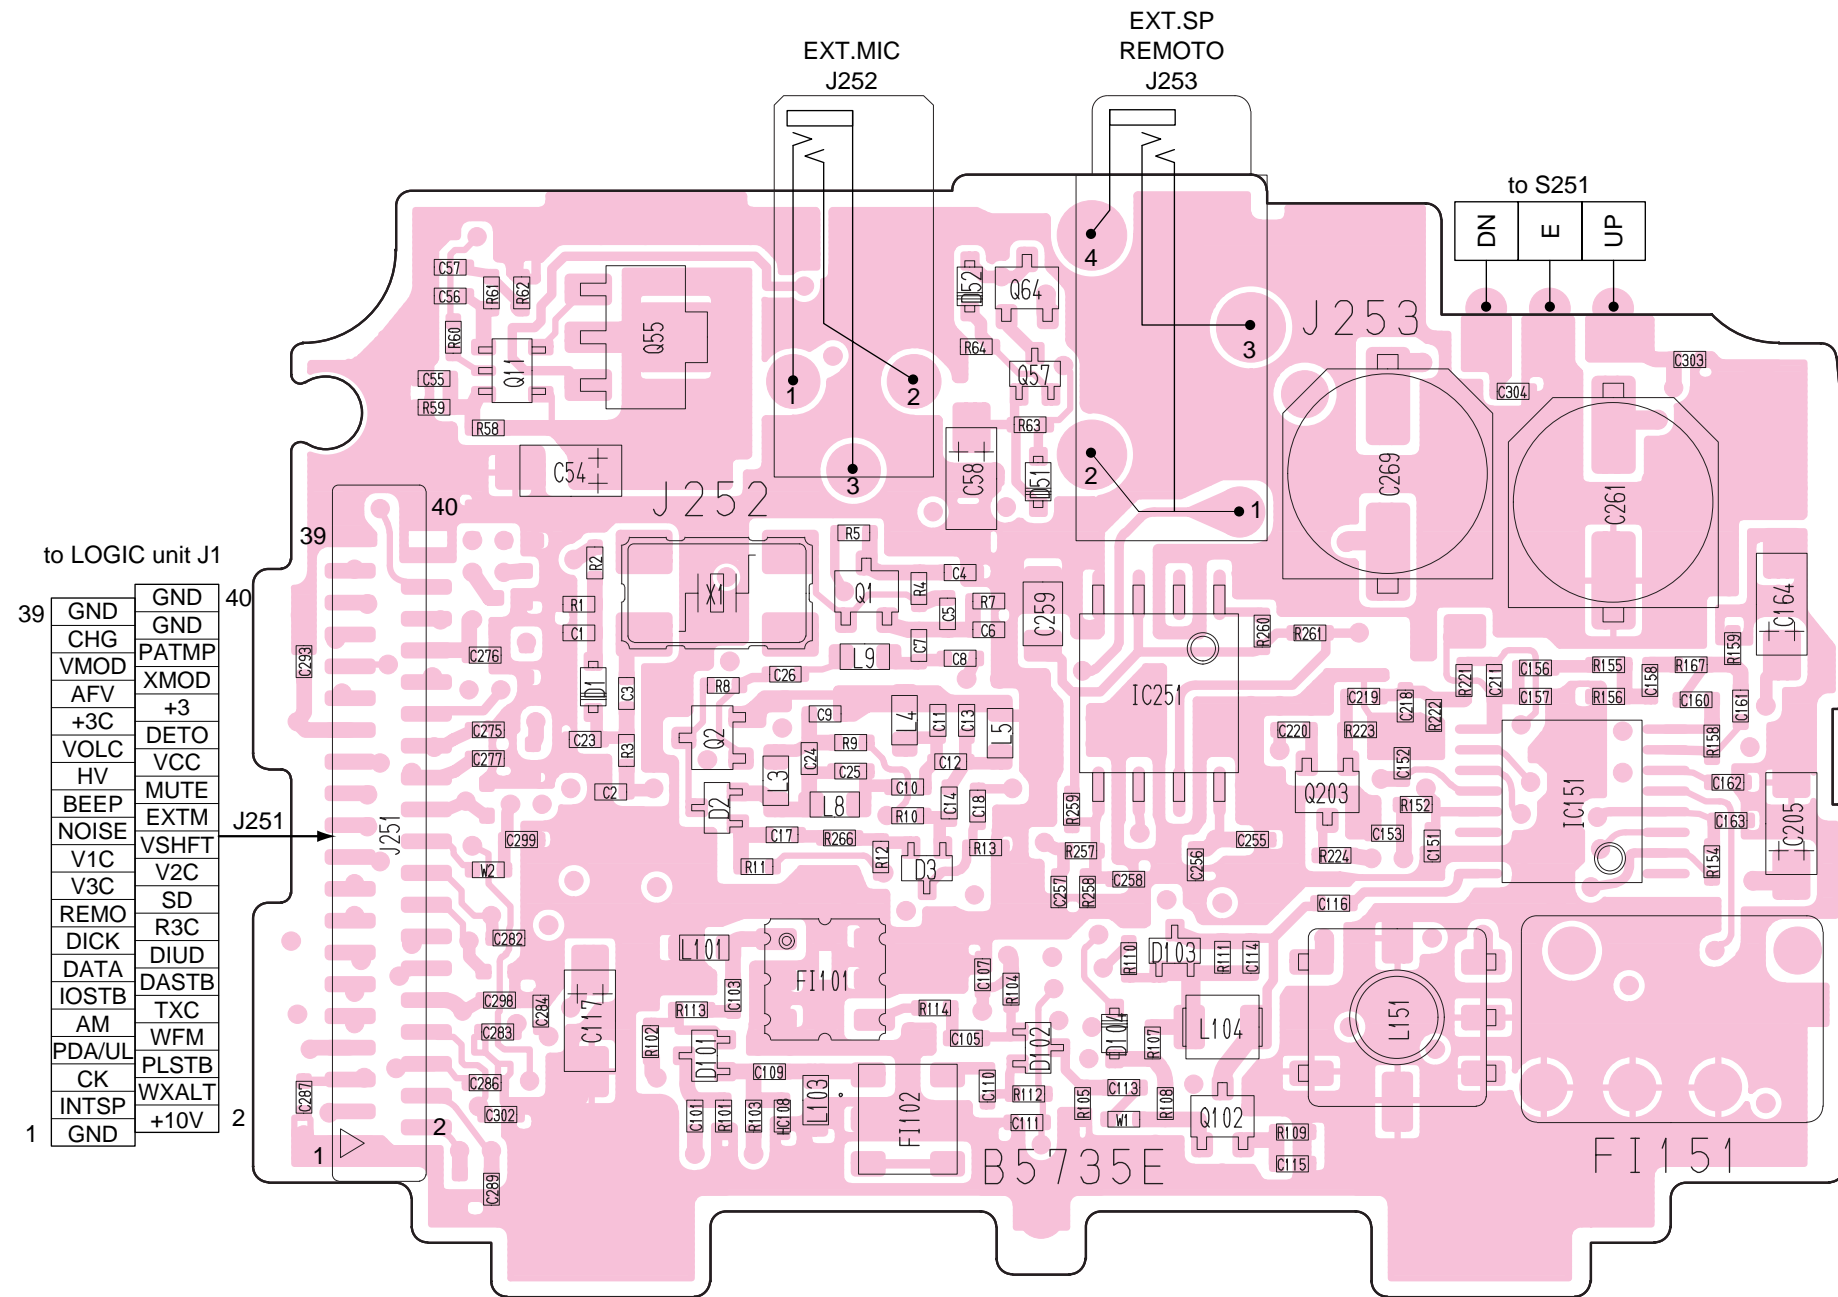 EXT.MIC
J252
EXT.SP
REMOTO
J253
to S251
DN E UP
4
3
2
1
1
2
3
J253
J252
C57
C56
R61
R62
R60
Q11
C55
R59
R58
C54
Q55
D52
Q64
R64
Q57
R63
C58
D51
C269
C261
C303
C304
C164
to LOGIC unit J1
39
40
GND
GND
CHG
GND
VMOD
PATMP
AFV
XMOD
+3C
+3
VOLC
DETO
HV
VCC
BEEP
MUTE
NOISE
EXTM
V1C
VSHFT
V3C
V2C
REMO
SD
DICK
R3C
DATA
DIUD
IOSTB
DASTB
AM
TXC
PDA/UL
WFM
CK
PLSTB
INTSP
WXALT
GND
+10V
1
2
J251
39
40
J251
1
2
C293
C287
C276
C275
C277
C299
W2
C282
C298
C283
C284
C286
C302
C289
R2
R1
C1
D1
C3
C23
R3
C2
X1
R5
Q1
R4
C4
C5
R7
C6
C7
C8
L9
C26
R8
Q2
D2
C9
R9
C24
C25
L3
L8
L4
C11
C13
L5
C12
C10
C14
C18
R10
C17
R266
R11
R12
D3
R13
C259
IC251
R260
R261
R259
R257
C257
R258
C258
C256
C255
C219
C218
R222
C220
R223
Q203
C152
R152
C153
C151
R224
C116
R221
C211
C156
C157
R155
R156
C158
R167
R159
C160
C161
R158
IC151
C162
C163
R154
C205
L101
C117
R113
C103
R102
D101
FI101
C109
C101
R101
R103
HC108
L103
FI102
R114
C107
R104
C105
D102
C110
R112
C111
R110
D103
R111
C114
D104
R107
L104
R105
C113
W1
R108
Q102
R109
C115
L151
B5735E
FI151